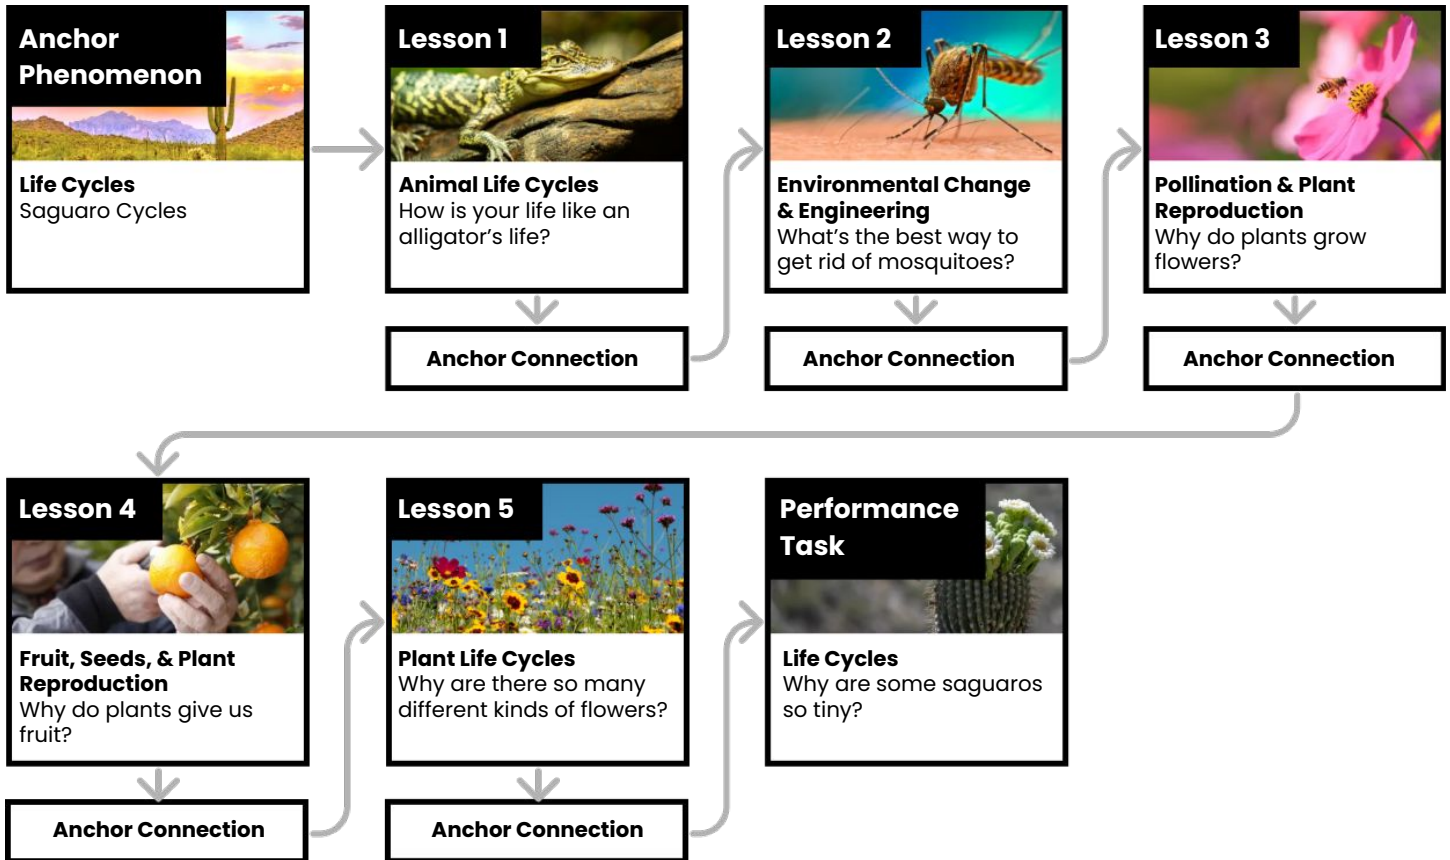 Anchor
Phenomenon
Life Cycles
Saguaro Cycles
Lesson 1
Animal Life Cycles
How is your life like an
alligator’s life?
Anchor Connection
Lesson 2
Environmental Change
& Engineering
What’s the best way to
get rid of mosquitoes?
Anchor Connection
Lesson 3
Pollination & Plant
Reproduction
Why do plants grow
flowers?
Anchor Connection
Lesson 4
Fruit, Seeds, & Plant
Reproduction
Why do plants give us
fruit?
Anchor Connection
Lesson 5
Plant Life Cycles
Why are there so many
different kinds of flowers?
Anchor Connection
Performance
Task
Life Cycles
Why are some saguaros
so tiny?